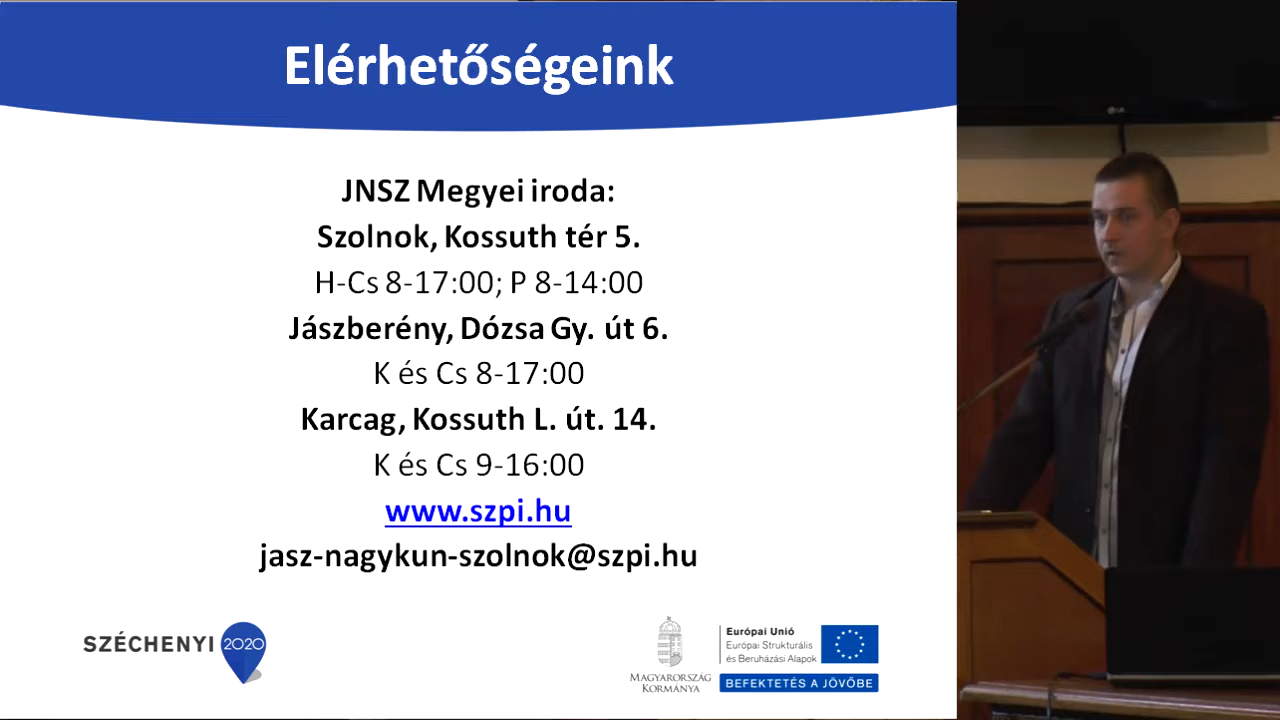 Elérhetőségeink
JNSZ Megyei iroda:
Szolnok, Kossuth tér 5.
H-Cs 8-17:00; P 8-14:00
Jászberény, Dózsa Gy. út 6.
K és Cs 8-17:00
Karcag, Kossuth L. út. 14.
K és Cs 9-16:00
www.szpi.hu
jasz-nagykun-szolnok@szpi.hu
SZÉCHENYI 2020
MAGYARORSZÁG
KORMÁNYA
Európai Unió
Európai Strukturális
és Beruházási Alapok
BEFEKTETÉS A JÖVŐBE
LG